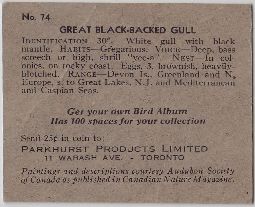 No. 74
GREAT BLACK-BACKED GULL
IDENTIFICATION 30". White gull with black
mantle. HABITS—Gregarious. VOICE—Deep, bass
screech or high, shrill "yee-e". NEST—In col-
onies, on rocky coast. Eggs, 3, brownish, heavily-
blotched. RANGE—Devon Is., Greenland and N.
Europe, s. to Great Lakes, N.J. and Mediterranean
and Caspian Seas.
Get your own Bird Album
Has 100 spaces for your collection
Send 25¢ in coin to:
PARKHURST PRODUCTS LIMITED
11 WABASH AVE. - TORONTO
Paintings and descriptions courtesy Audubon Society
of Canada as published in Canadian Nature Magazine.